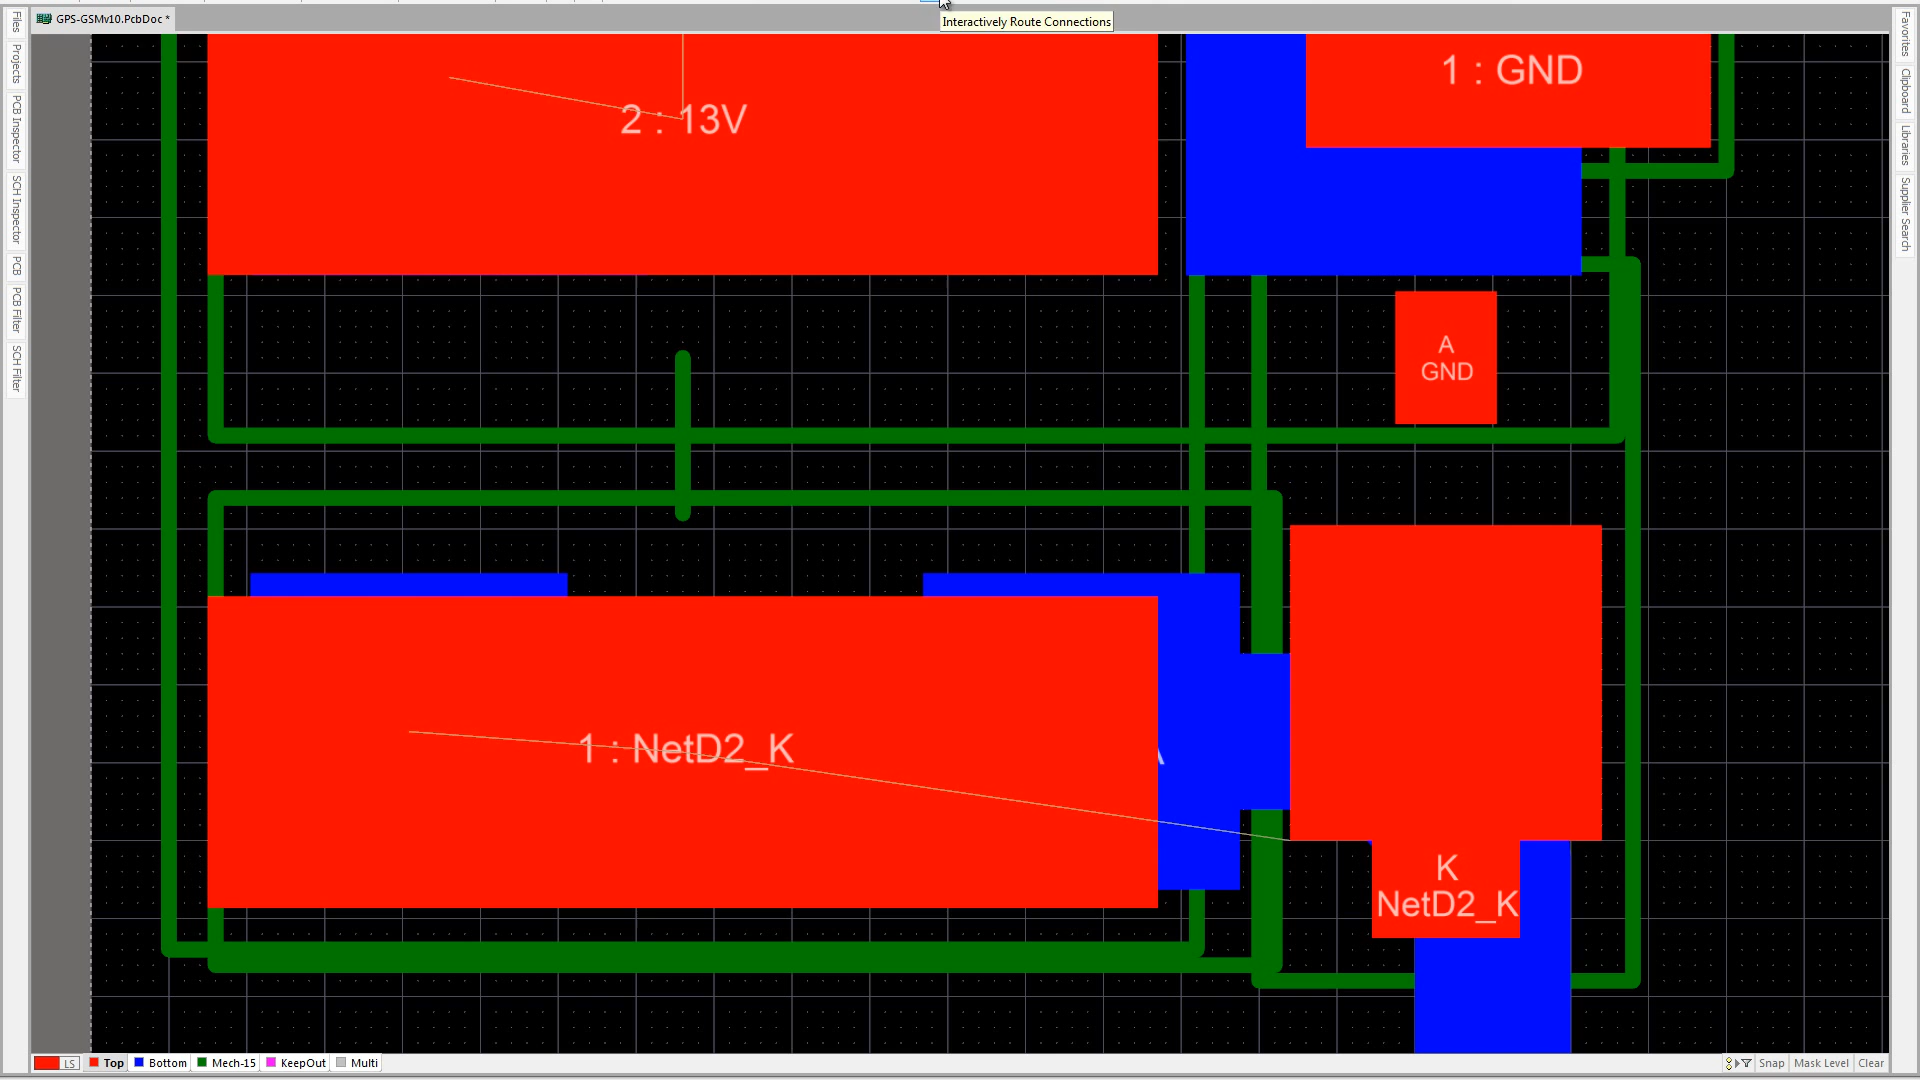 Interactively Route Connections
GPS-GSMv10.PcbDoc *
Files
Projects
PCB Inspector
SCH Inspector
PCB
PCB Filter
SCH Filter
Favorites
Clipboard
Libraries
Supplier Search
2 : 13V
1 : GND
A
GND
1 : NetD2_K
K
NetD2_K
LS
Top
Bottom
Mech-15
KeepOut
Multi
Snap
Mask Level
Clear